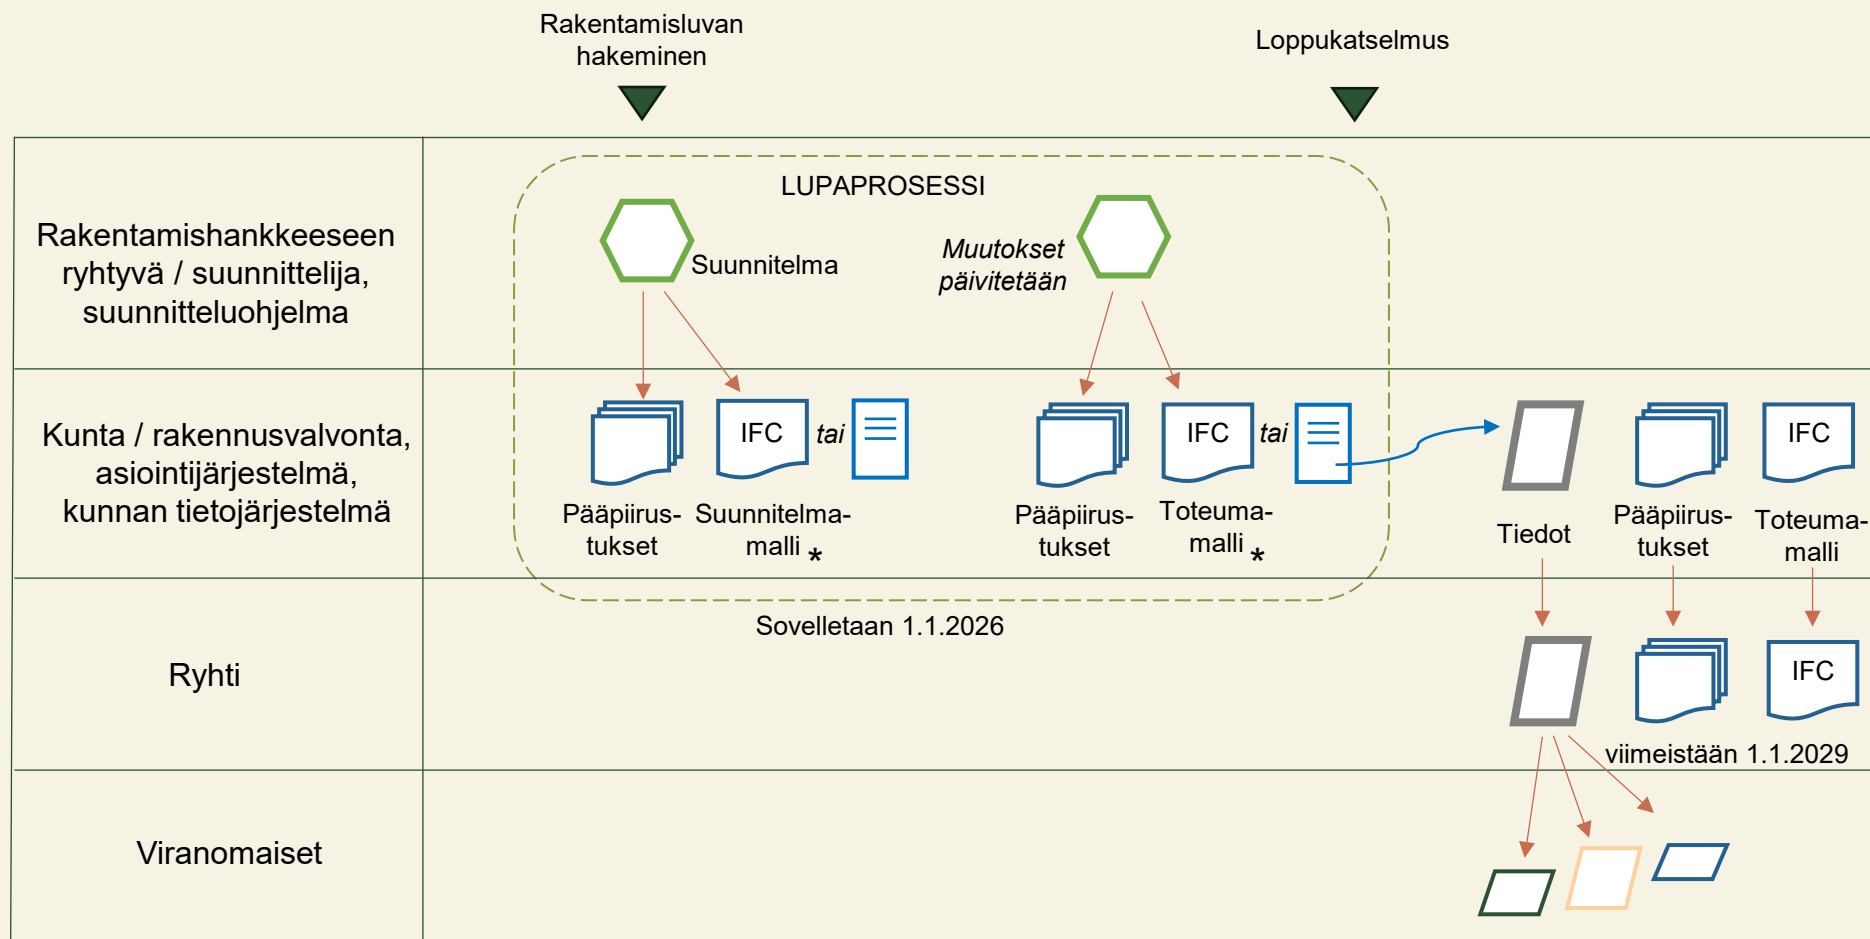 Rakentamisluvan
hakeminen
Loppukatselmus
LUPAPROSESSI
Rakentamishankkeeseen
ryhtyvä / suunnittelija,
suunnitteluohjelma
Suunnitelma
Muutokset
päivitetään
Kunta / rakennusvalvonta,
asiointijärjestelmä,
kunnan tietojärjestelmä
IFC
tai
Pääpiirus-
tukset
Suunnitelma-
malli *
IFC
tai
Pääpiirus-
tukset
Toteuma-
malli *
Tiedot
Pääpiirus-
tukset
IFC
Toteuma-
malli
Sovelletaan 1.1.2026
Ryhti
IFC
viimeistään 1.1.2029
Viranomaiset